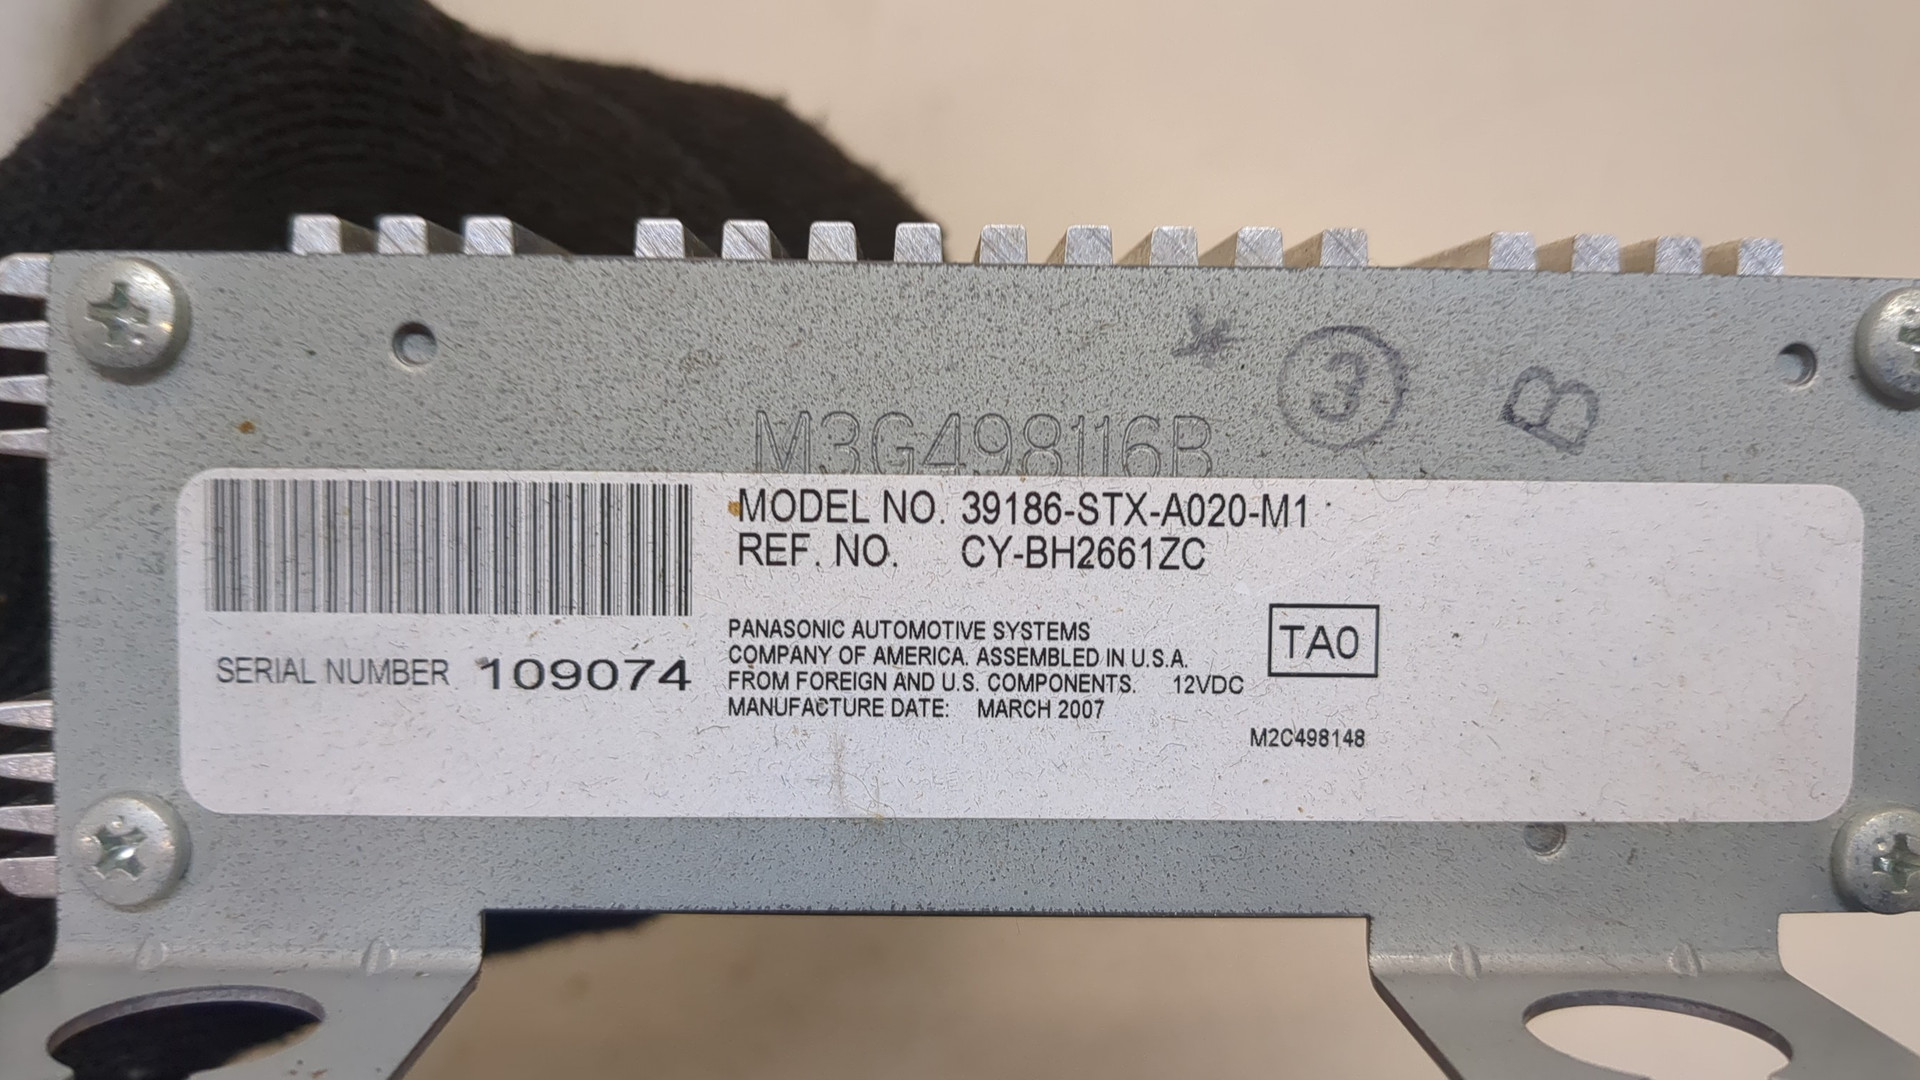 3
B
M3G498116B
MODEL NO. 39186-STX-A020-M1
REF. NO. CY-BH2661ZC
PANASONIC AUTOMOTIVE SYSTEMS
COMPANY OF AMERICA. ASSEMBLED IN U.S.A.
FROM FOREIGN AND U.S. COMPONENTS. 12VDC
MANUFACTURE DATE: MARCH 2007
TA0
SERIAL NUMBER 109074
M2C498148